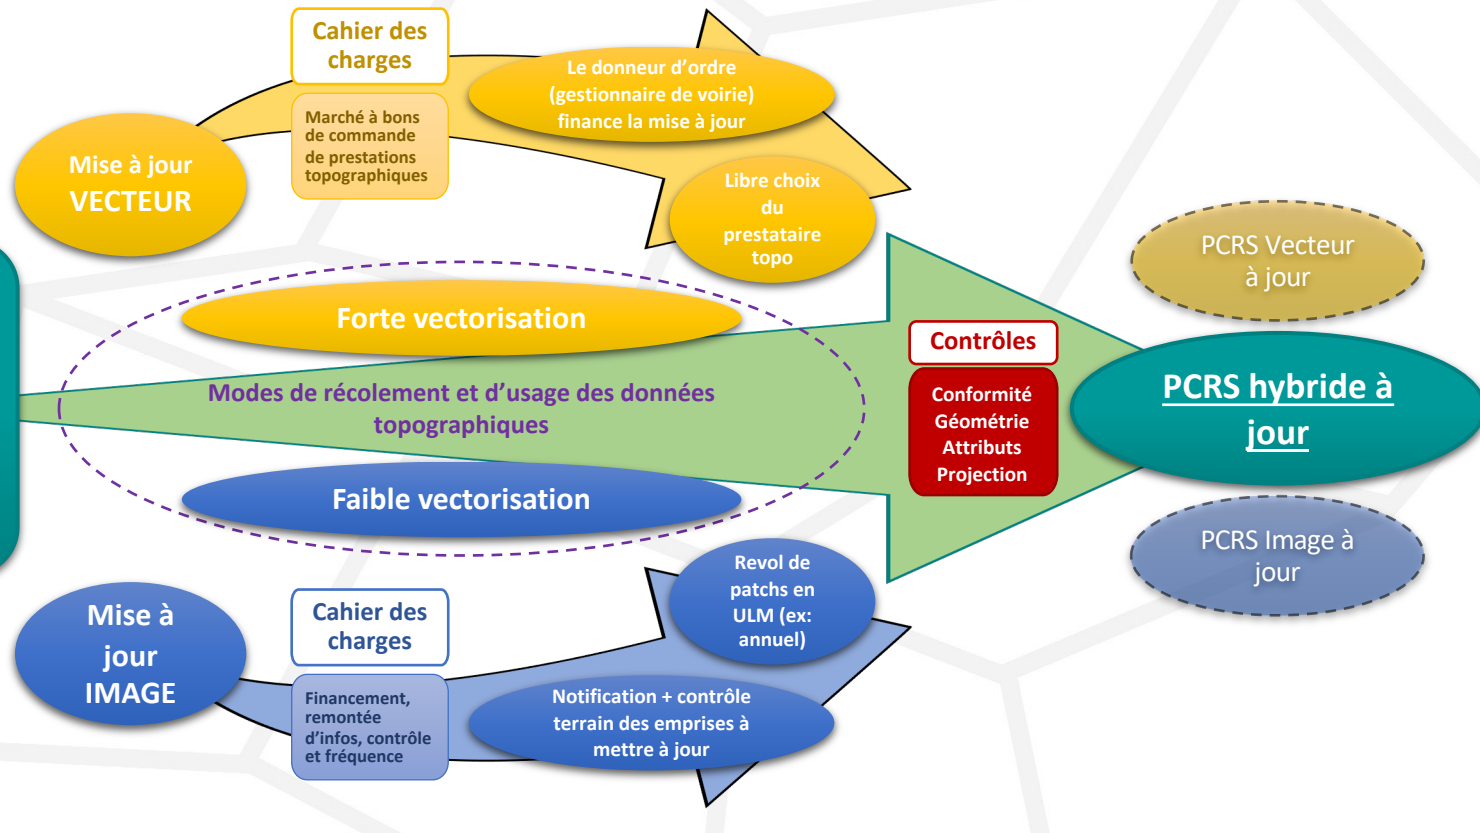 Cahier des
charges
Marché à bons
de commande
de prestations
topographiques
Mise à jour
VECTEUR
Le donneur d'ordre
(gestionnaire de voirie)
finance la mise à jour
Libre choix
du
prestataire
topo
Forte vectorisation
Modes de récolement et d'usage des données
topographiques
Faible vectorisation
Contrôles
Conformité
Géométrie
Attributs
Projection
PCRS Vecteur
à jour
PCRS hybride à
jour
PCRS Image à
jour
Mise à
jour
IMAGE
Cahier des
charges
Financement,
remontée
d'infos, contrôle
et fréquence
Revol de
patchs en
ULM (ex:
annuel)
Notification + contrôle
terrain des emprises à
mettre à jour